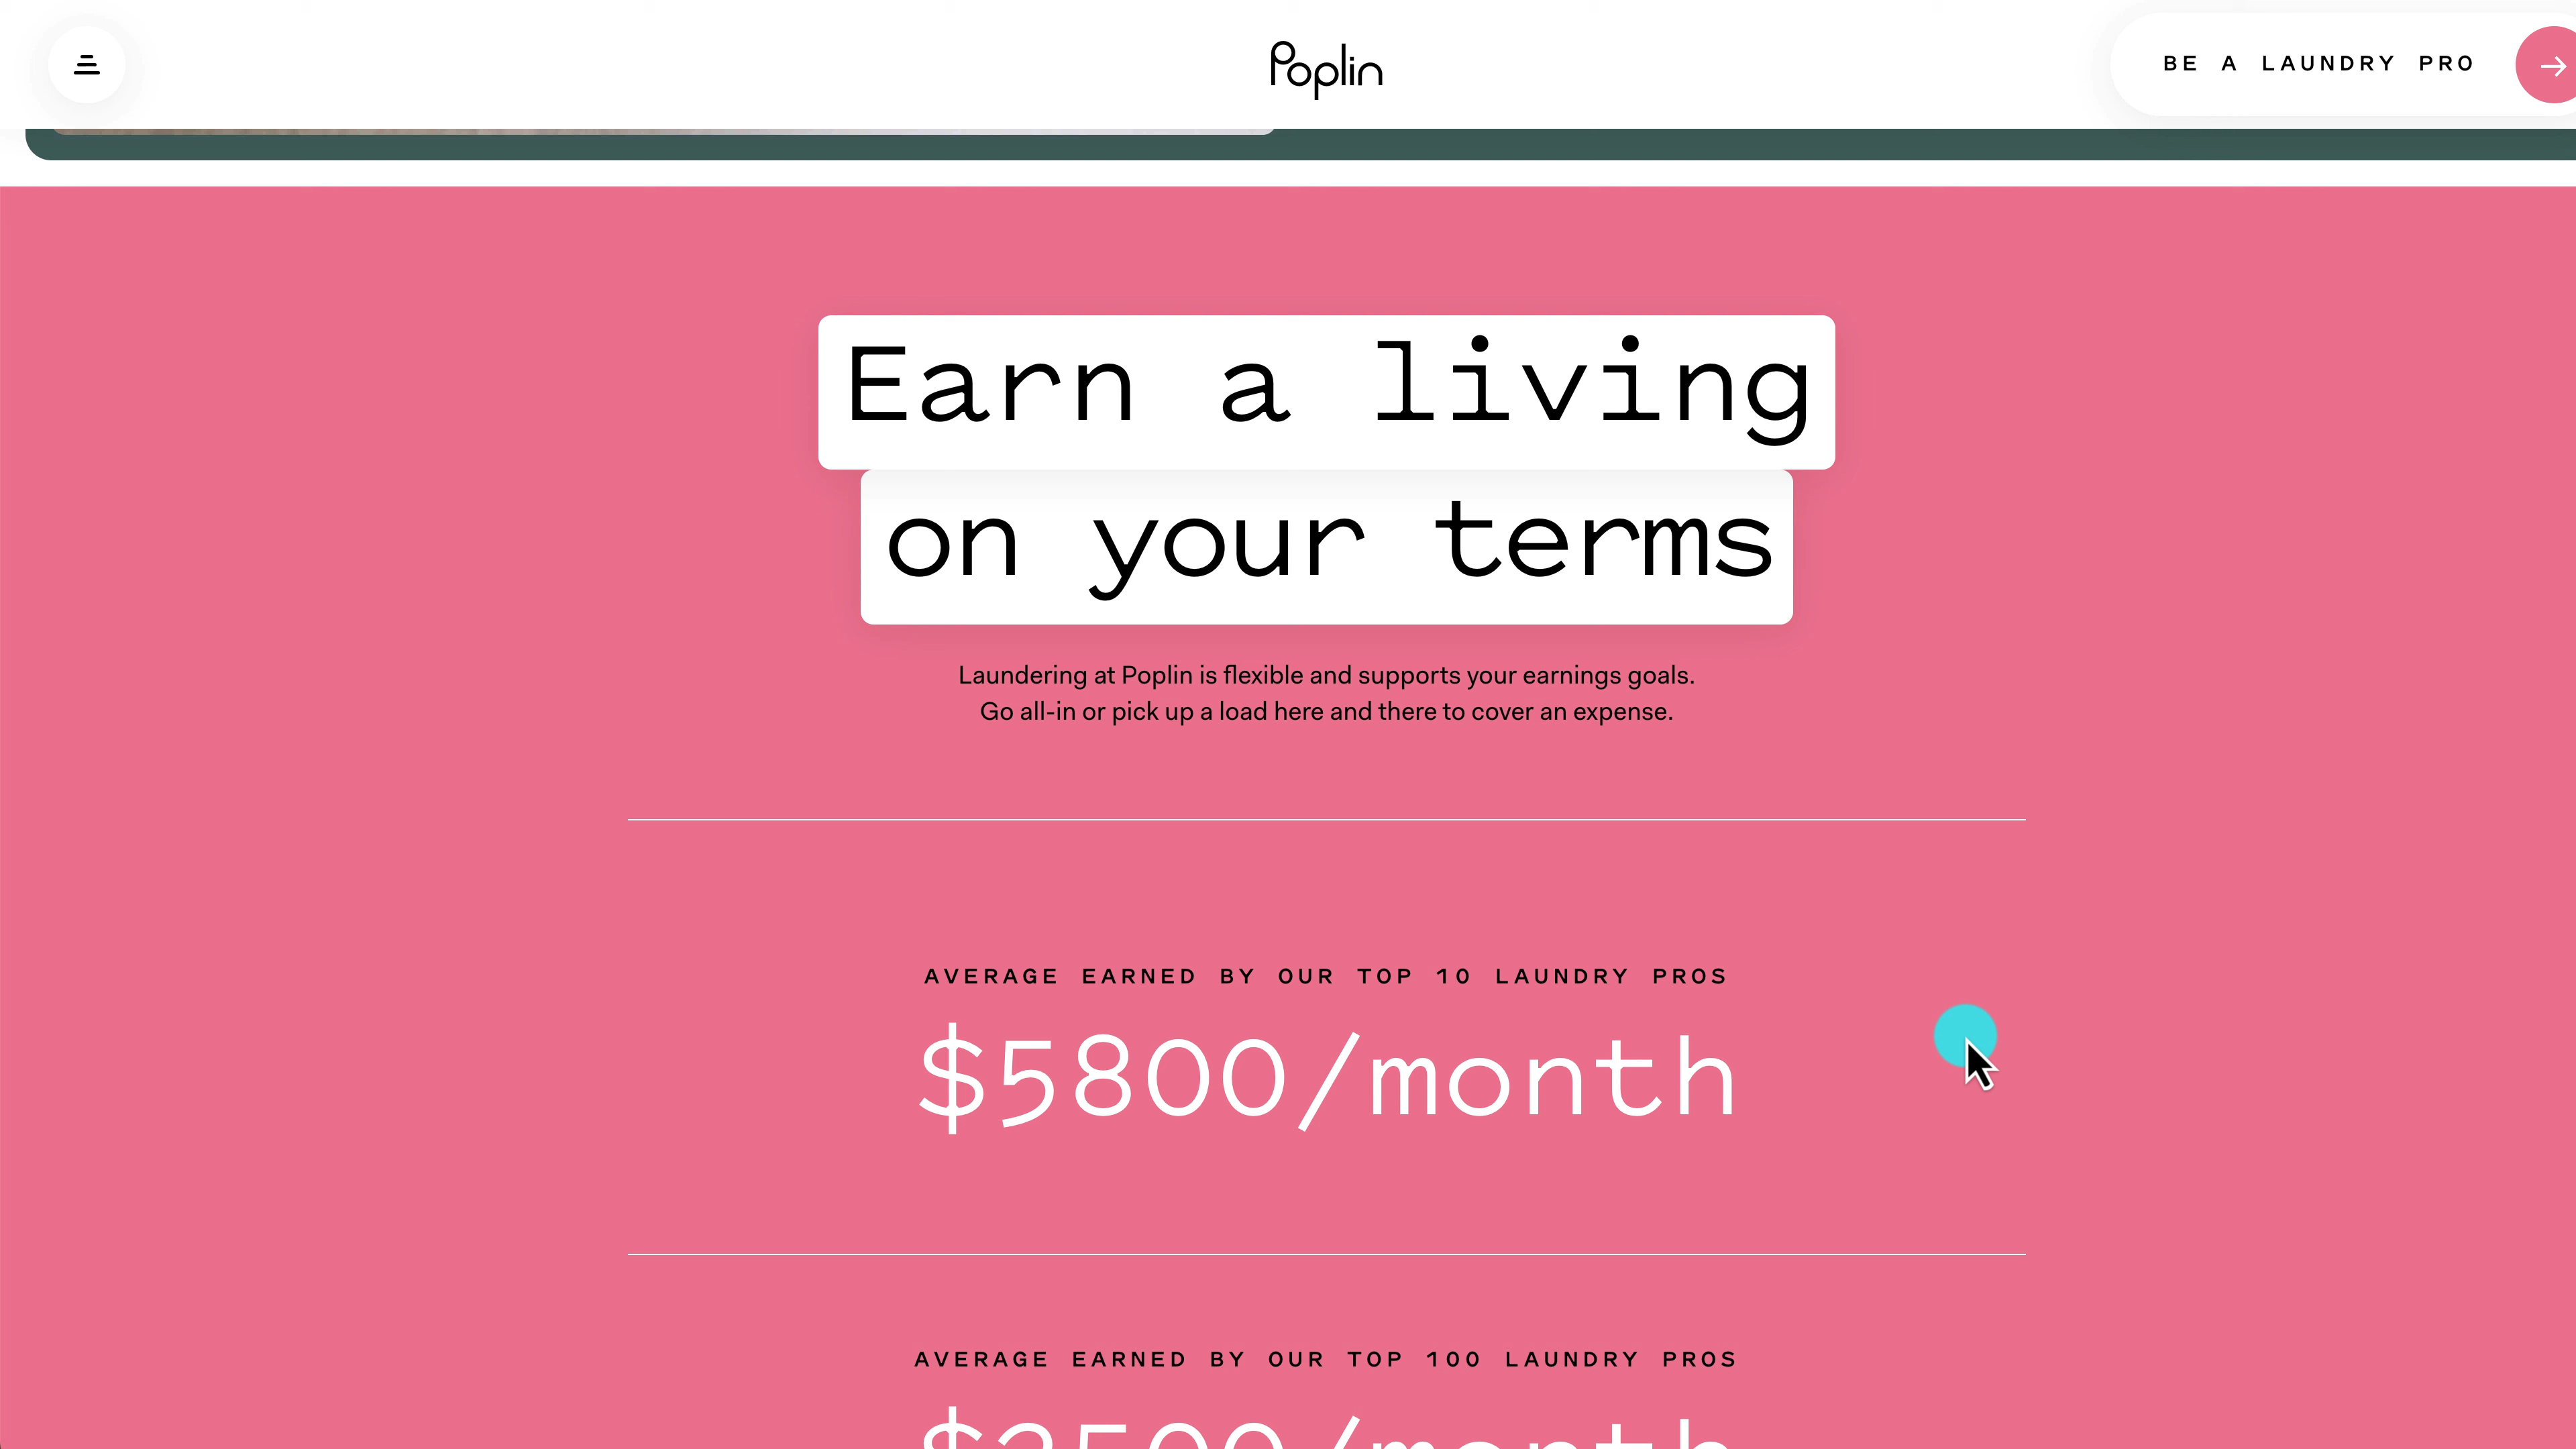 Poplin
BE A LAUNDRY PRO
Earn a living
on your terms
Laundering at Poplin is flexible and supports your earnings goals.
Go all-in or pick up a load here and there to cover an expense.
AVERAGE EARNED BY OUR TOP 10 LAUNDRY PROS
$5800/month
AVERAGE EARNED BY OUR TOP 100 LAUNDRY PROS